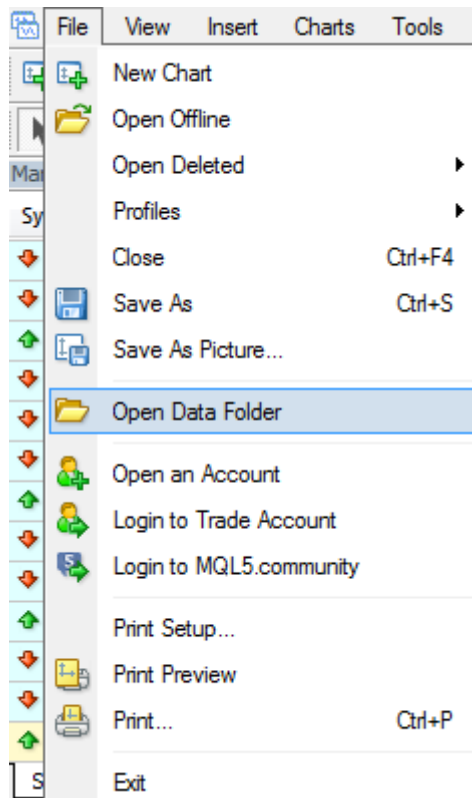 File View Insert Charts Tools
New Chart
Open Offline
Open Deleted
Mar
Profiles
Sy
Close Ctrl+F4
Save As Ctrl+S
Save As Picture...
Open Data Folder
Open an Account
Login to Trade Account
Login to MQL5.community
Print Setup...
Print Preview
Print... Ctrl+P
S Exit